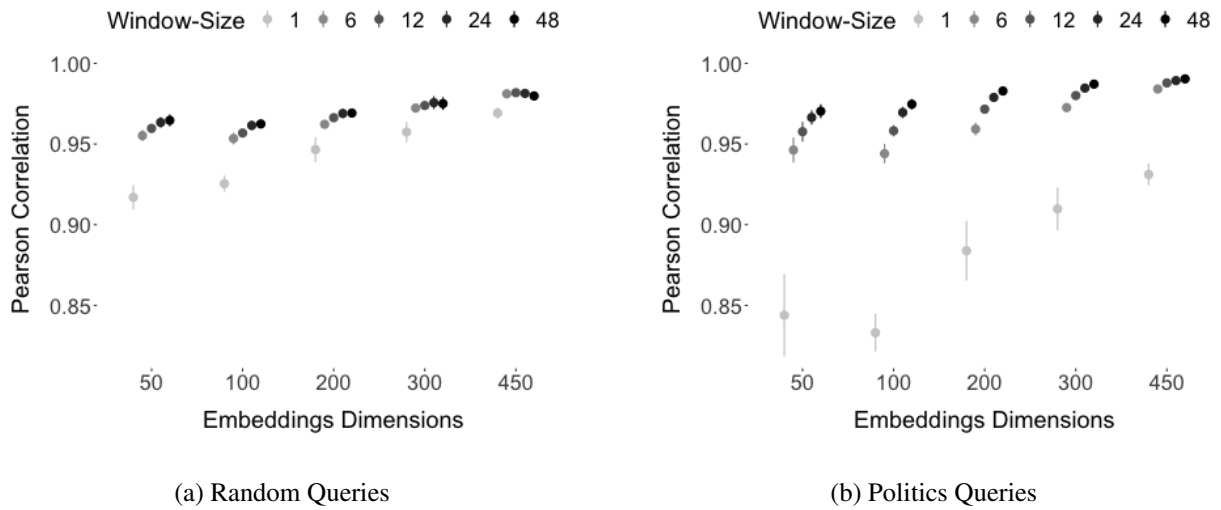 Window-Size 1 6 12 24 48
1.00
0.95
0.90
0.85
Pearson Correlation
50 100 200 300 450
Embeddings Dimensions
(a) Random Queries
Window-Size 1 6 12 24 48
1.00
0.95
0.90
0.85
Pearson Correlation
50 100 200 300 450
Embeddings Dimensions
(b) Politics Queries